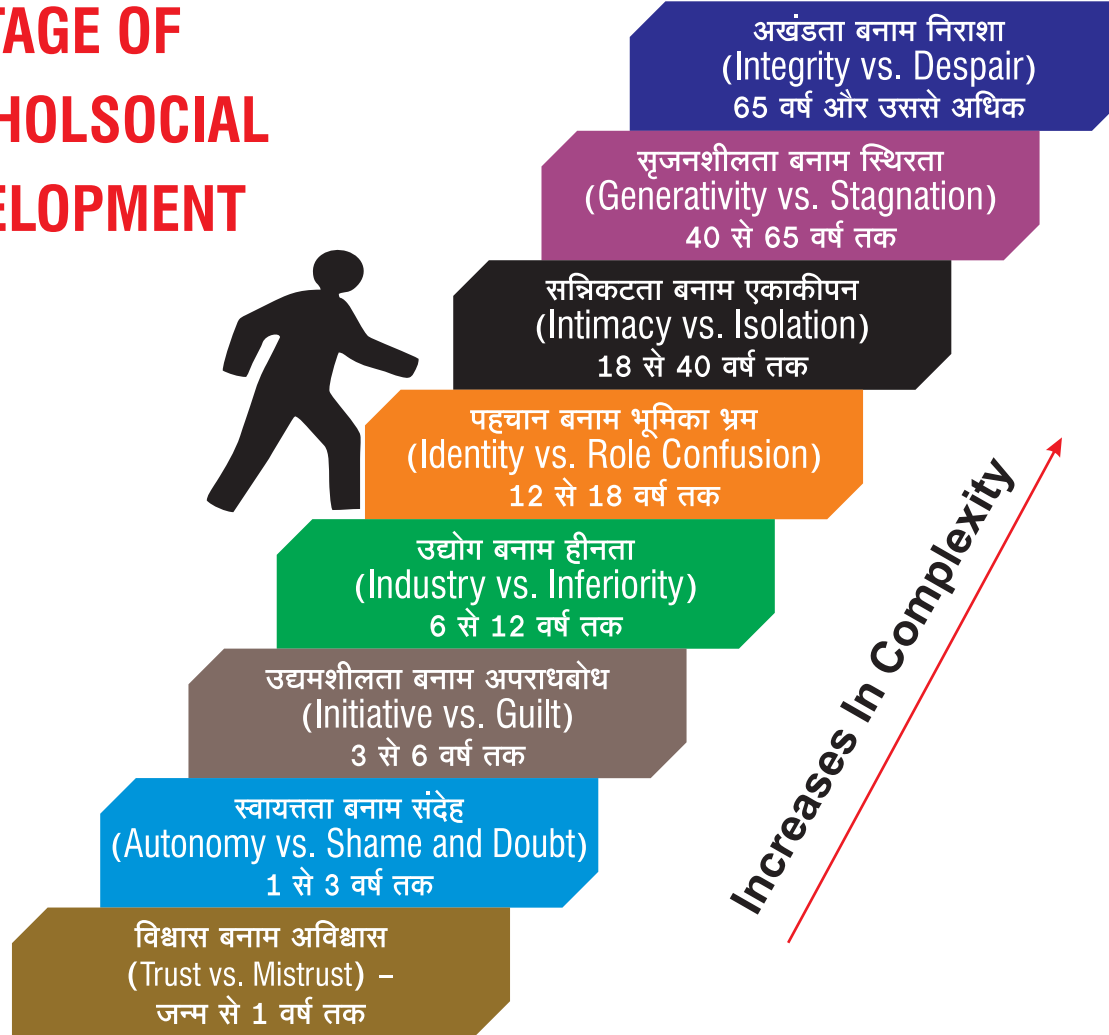 TAGE OF
HOLSOCIAL
ELOPMENT
अखंडता बनाम निराशा
(Integrity vs. Despair)
65 वर्ष और उससे अधिक
सृजनशीलता बनाम स्थिरता
(Generativity vs. Stagnation)
40 से 65 वर्ष तक
सन्निकटता बनाम एकाकीपन
(Intimacy vs. Isolation)
18 से 40 वर्ष तक
पहचान बनाम भूमिका भ्रम
(Identity vs. Role Confusion)
12 से 18 वर्ष तक
उद्योग बनाम हीनता
(Industry vs. Inferiority)
6 से 12 वर्ष तक
उद्यमशीलता बनाम अपराधबोध
(Initiative vs. Guilt)
3 से 6 वर्ष तक
स्वायत्तता बनाम संदेह
(Autonomy vs. Shame and Doubt)
1 से 3 वर्ष तक
विश्वास बनाम अविश्वास
(Trust vs. Mistrust) –
जन्म से 1 वर्ष तक
Increases In Complexity